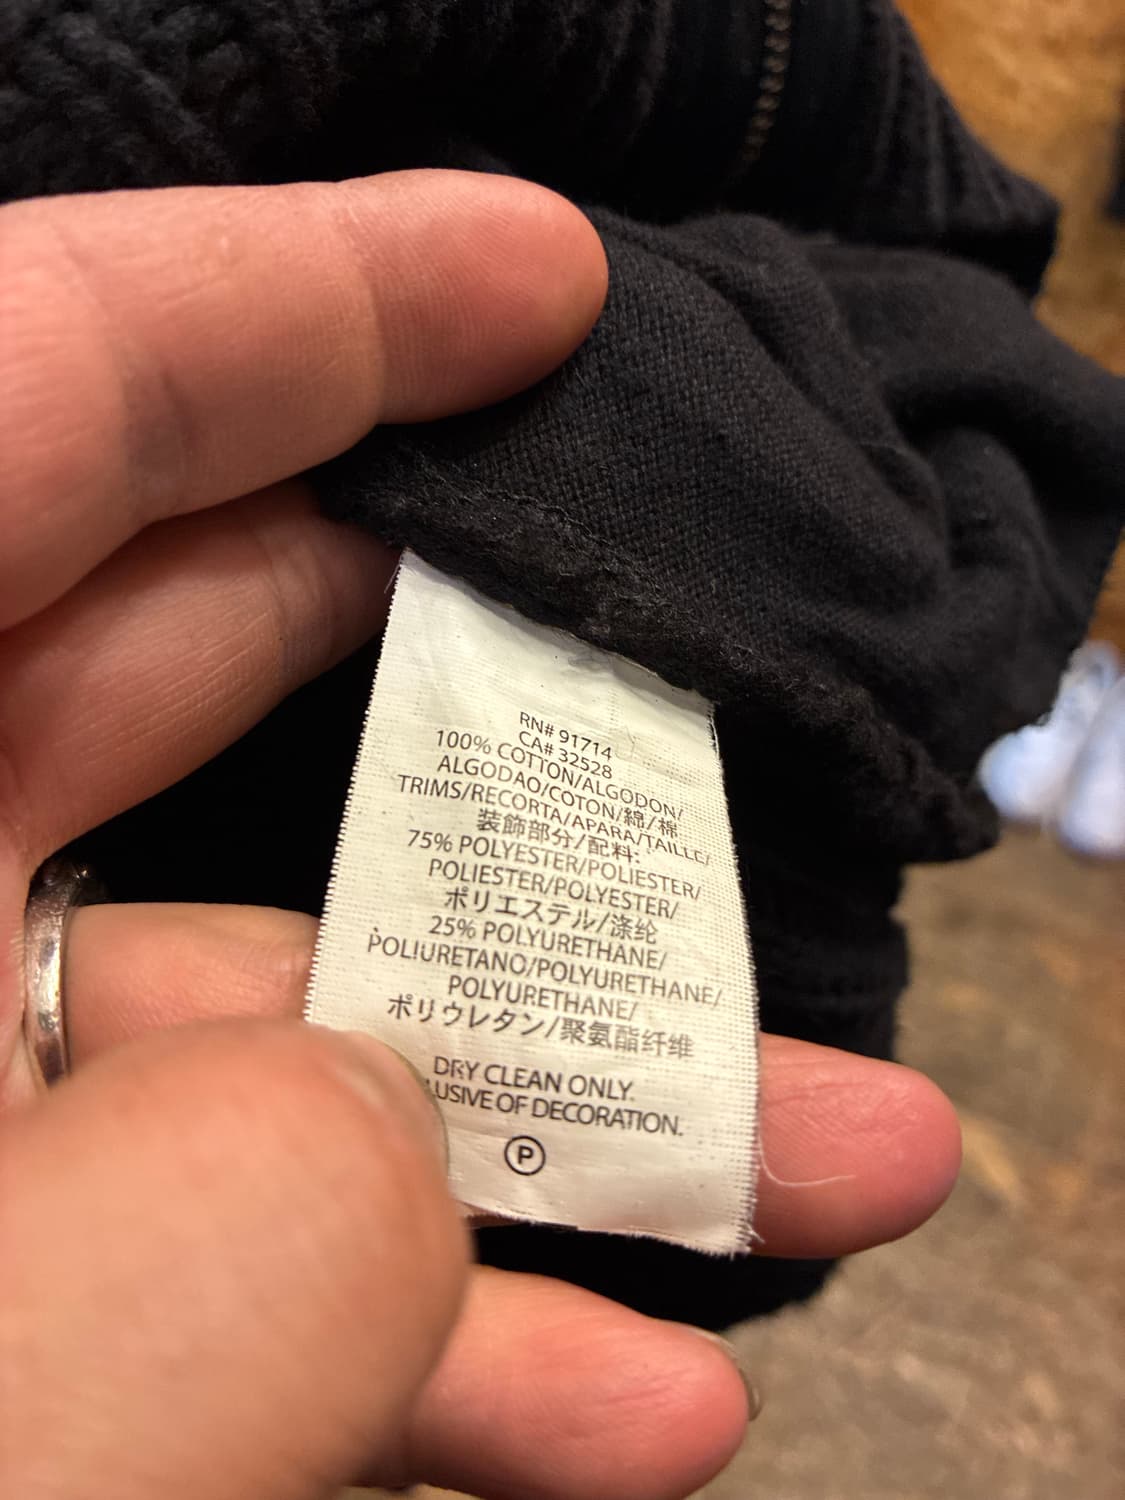 RN# 91714
CA# 32528
100% COTTON/ALGODON/
ALGODAO/COTON/綿/棉
TRIMS/RECORTA/APARA/TAILLE/
装飾部分/配料:
75% POLYESTER/POLIESTER/
POLIESTER/POLYESTER/
ポリエステル/涤纶
25% POLYURETHANE/
POLIURETANO/POLYURETHANE/
POLYURETHANE/
ポリウレタン/聚氨酯纤维
DRY CLEAN ONLY.
OF DECORATION.
P